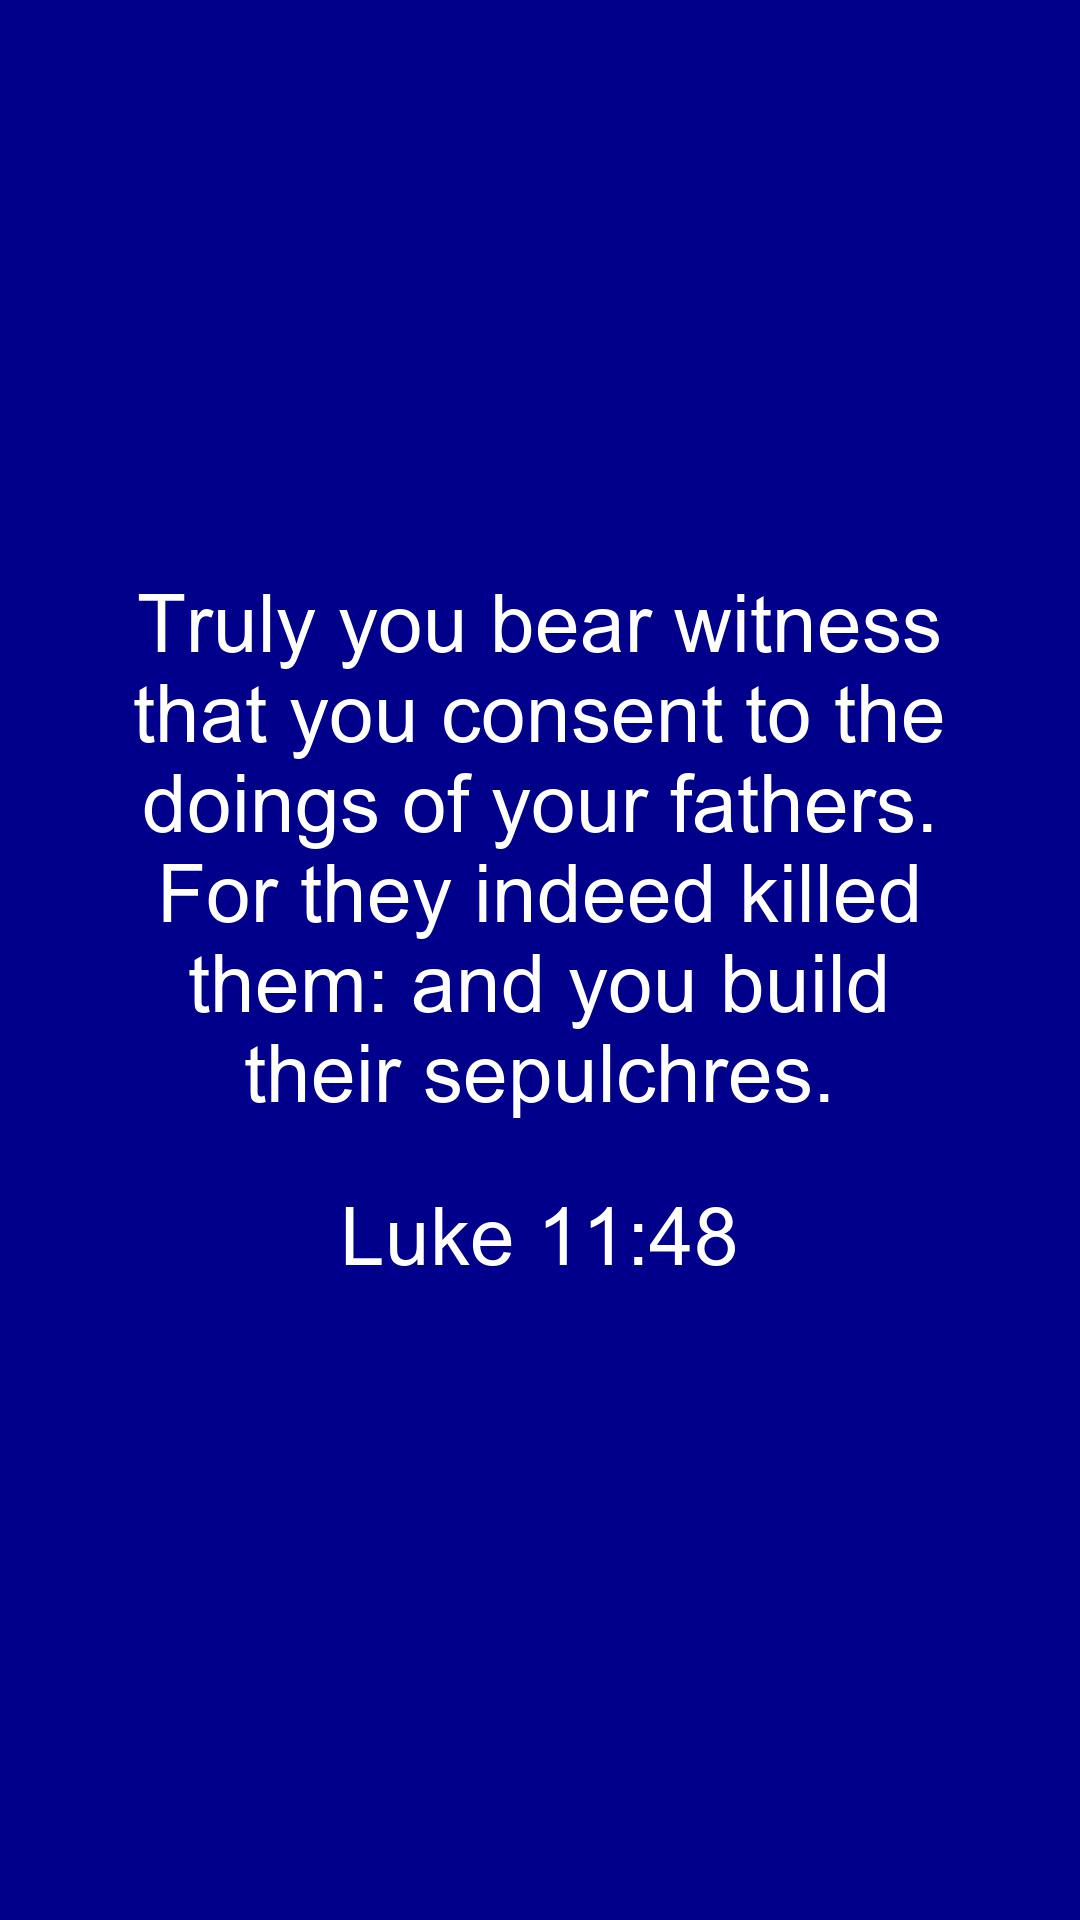 Truly you bear witness
that you consent to the
doings of your fathers.
For they indeed killed
them: and you build
their sepulchres.
Luke 11:48